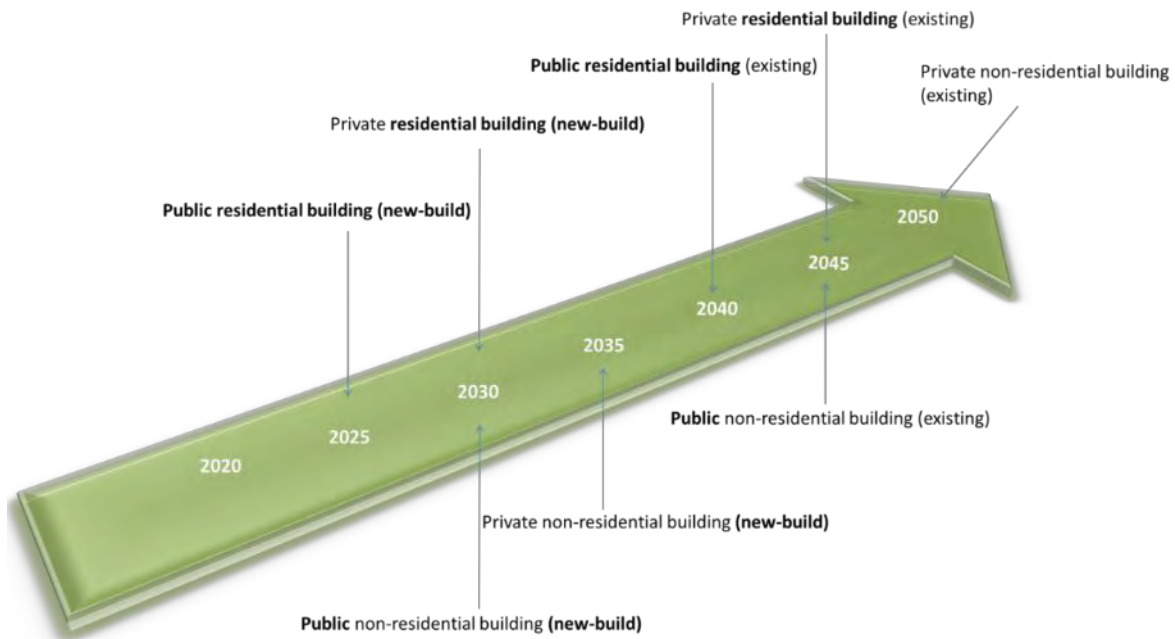 Private residential building (existing)
Public residential building (existing)
Private non-residential building
(existing)
Private residential building (new-build)
Public residential building (new-build)
2050
2045
2040
2035
2030
2025
2020
Public non-residential building (existing)
Private non-residential building (new-build)
Public non-residential building (new-build)